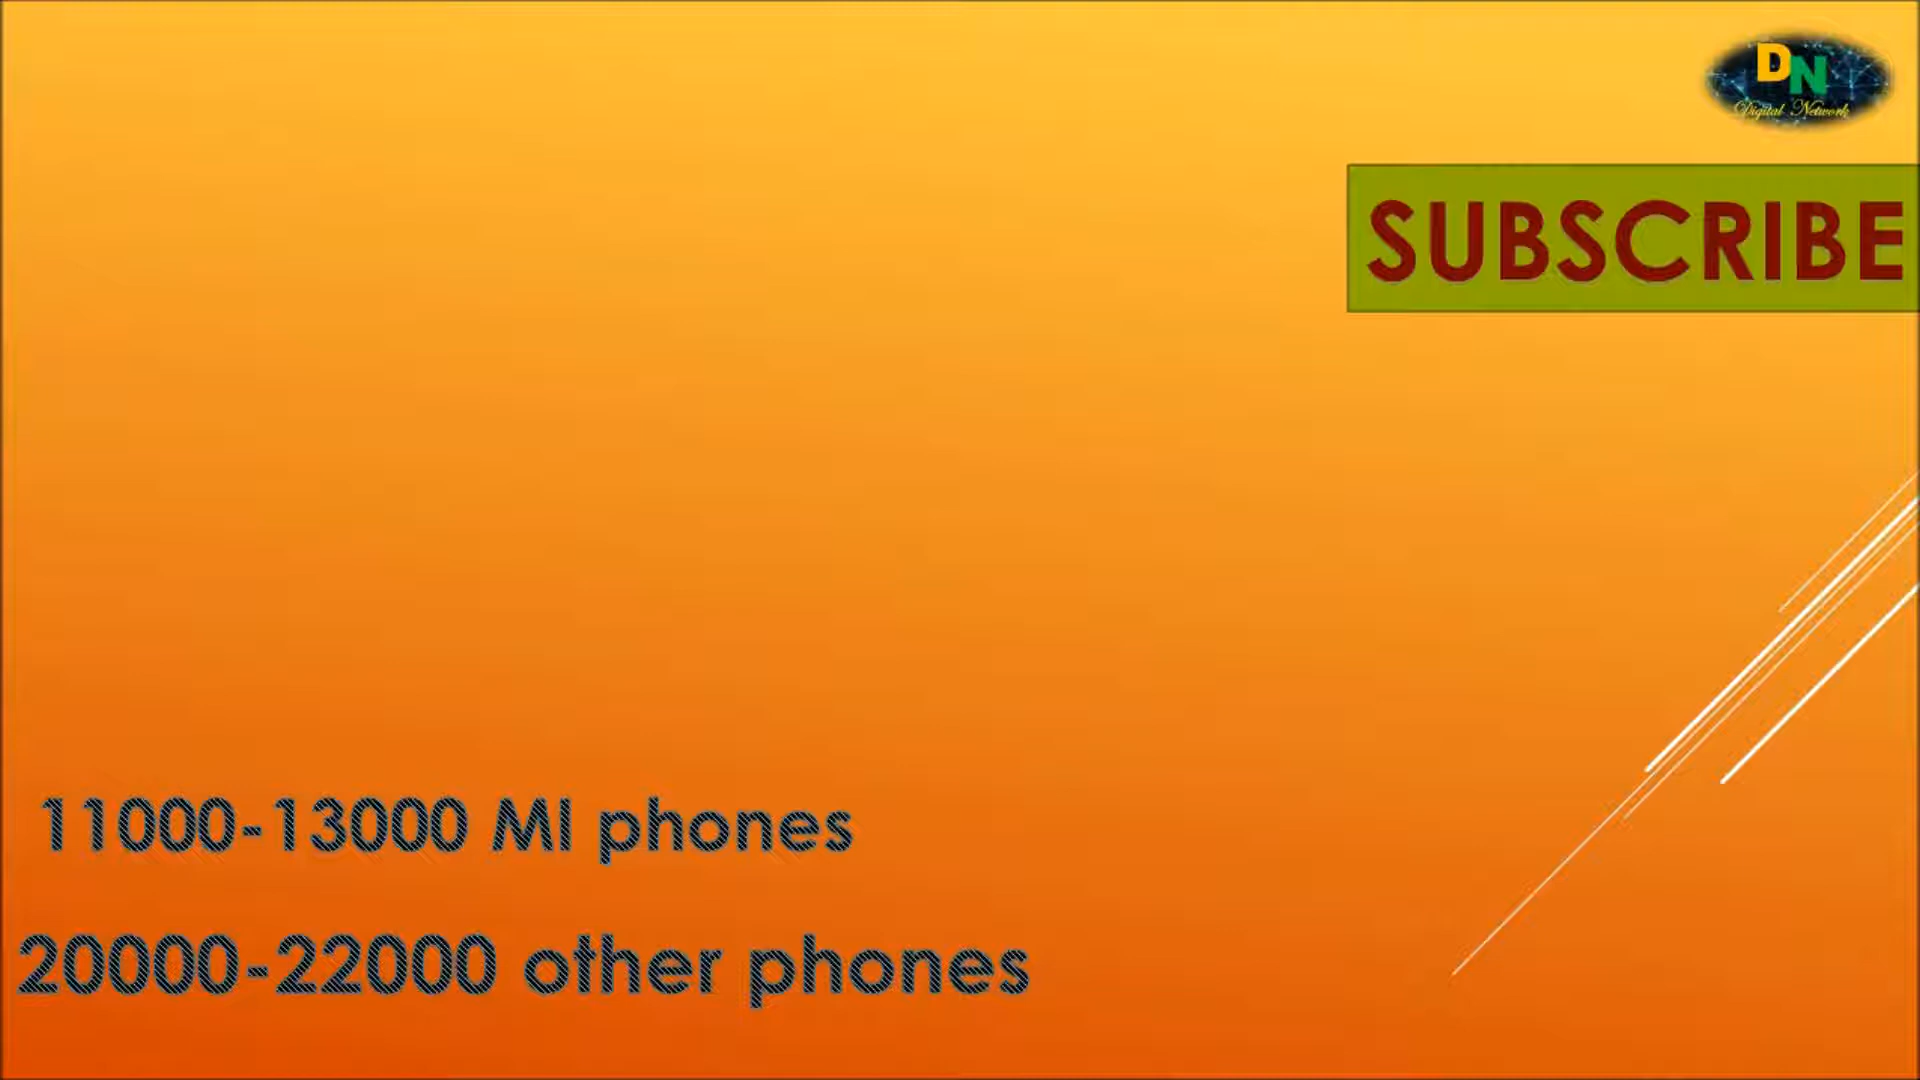 DN
Digital Network
SUBSCRIBE
11000-13000 MI phones
20000-22000 other phones